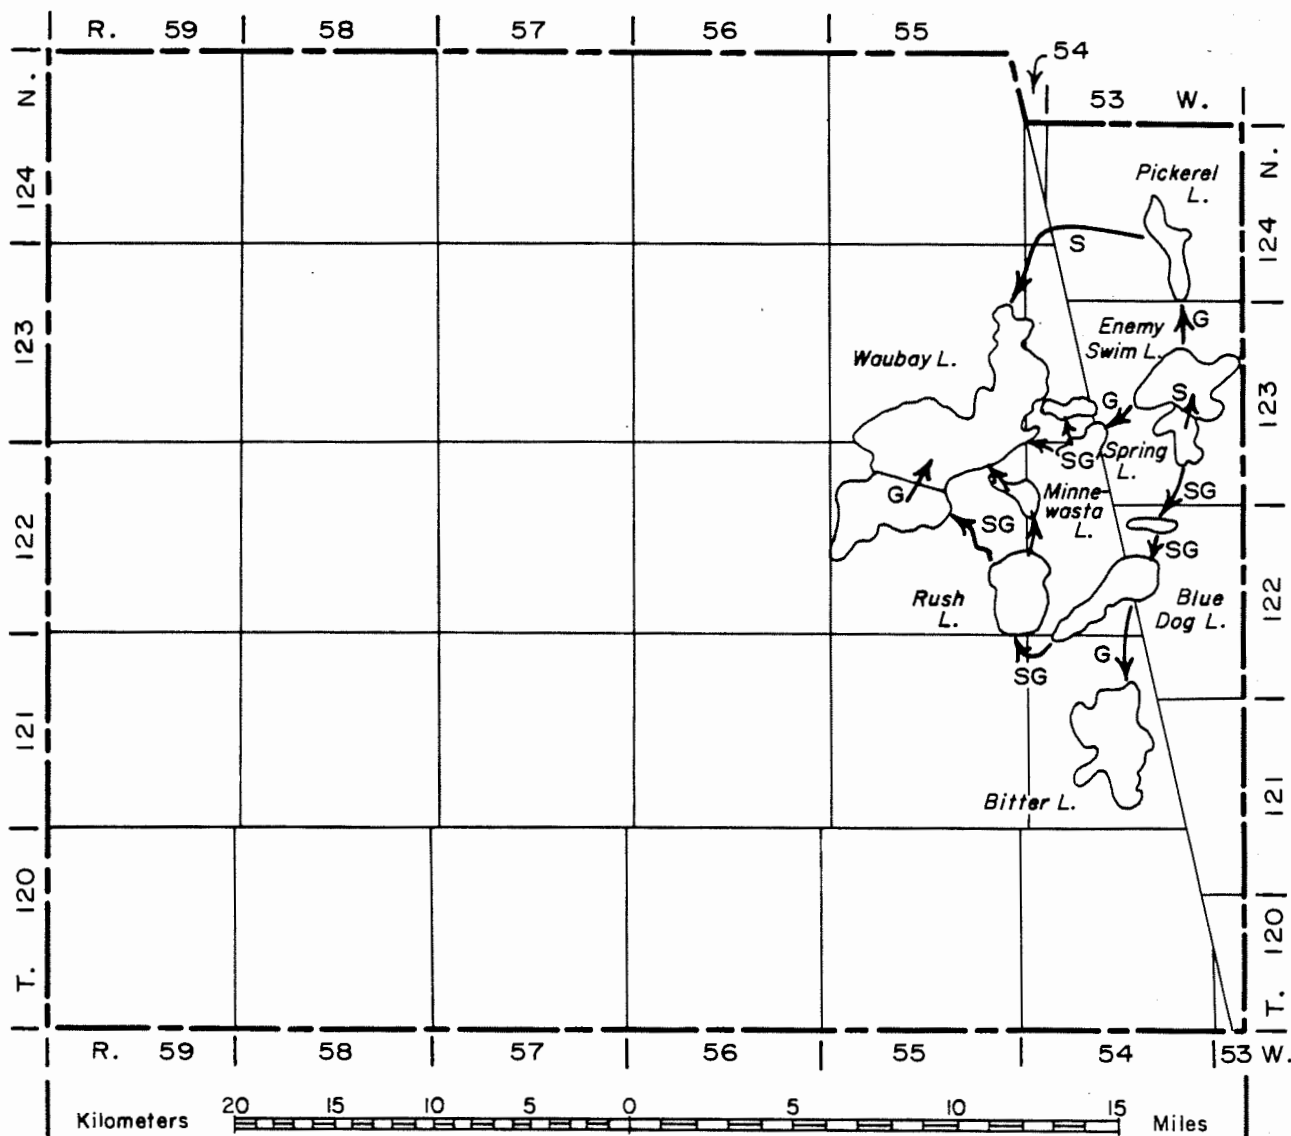 R. 59 58 57 56 55
54
53 W.
N.
124
123
122
121
120
T.
N.
124
123
122
121
120
T.
Pickerel
L.
S
G
Enemy
Swim L.
Waubay L.
S
G
Spring
L.
SG
SG
G
Minne-
wasta
L.
SG
SG
Rush
L.
Blue
Dog L.
G
SG
Bitter L.
R. 59 58 57 56 55 54 53 W.
Kilometers 20 15 10 5 0 5 10 15 Miles